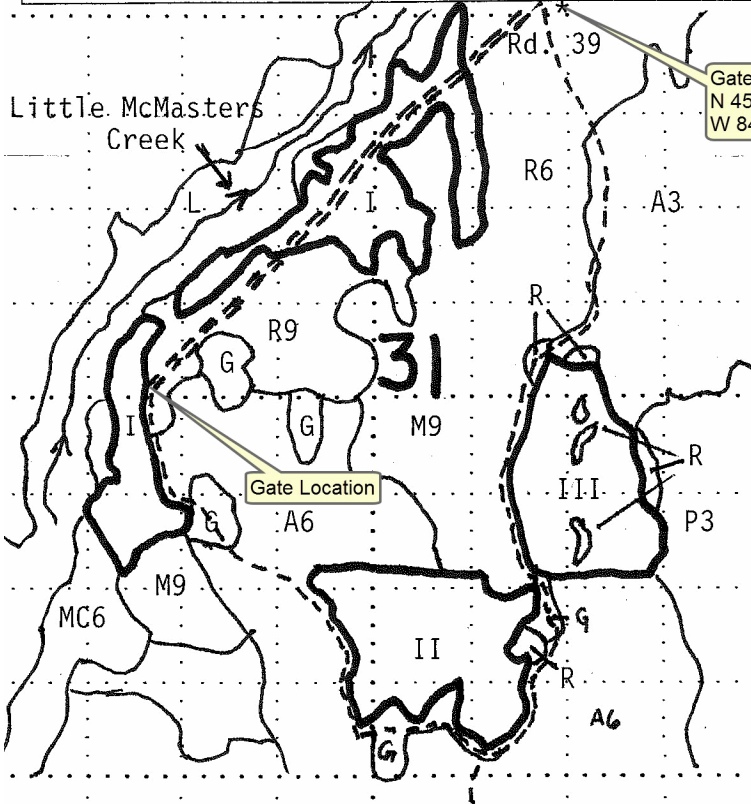 Rd. 39
*
Gate
N 45
W 84
Little McMasters
Creek
R6
L
I
A3
R
R9
31
G
I
G
M9
R
Gate Location
III
G
A6
P3
M9
MC6
G
II
R
A6
G